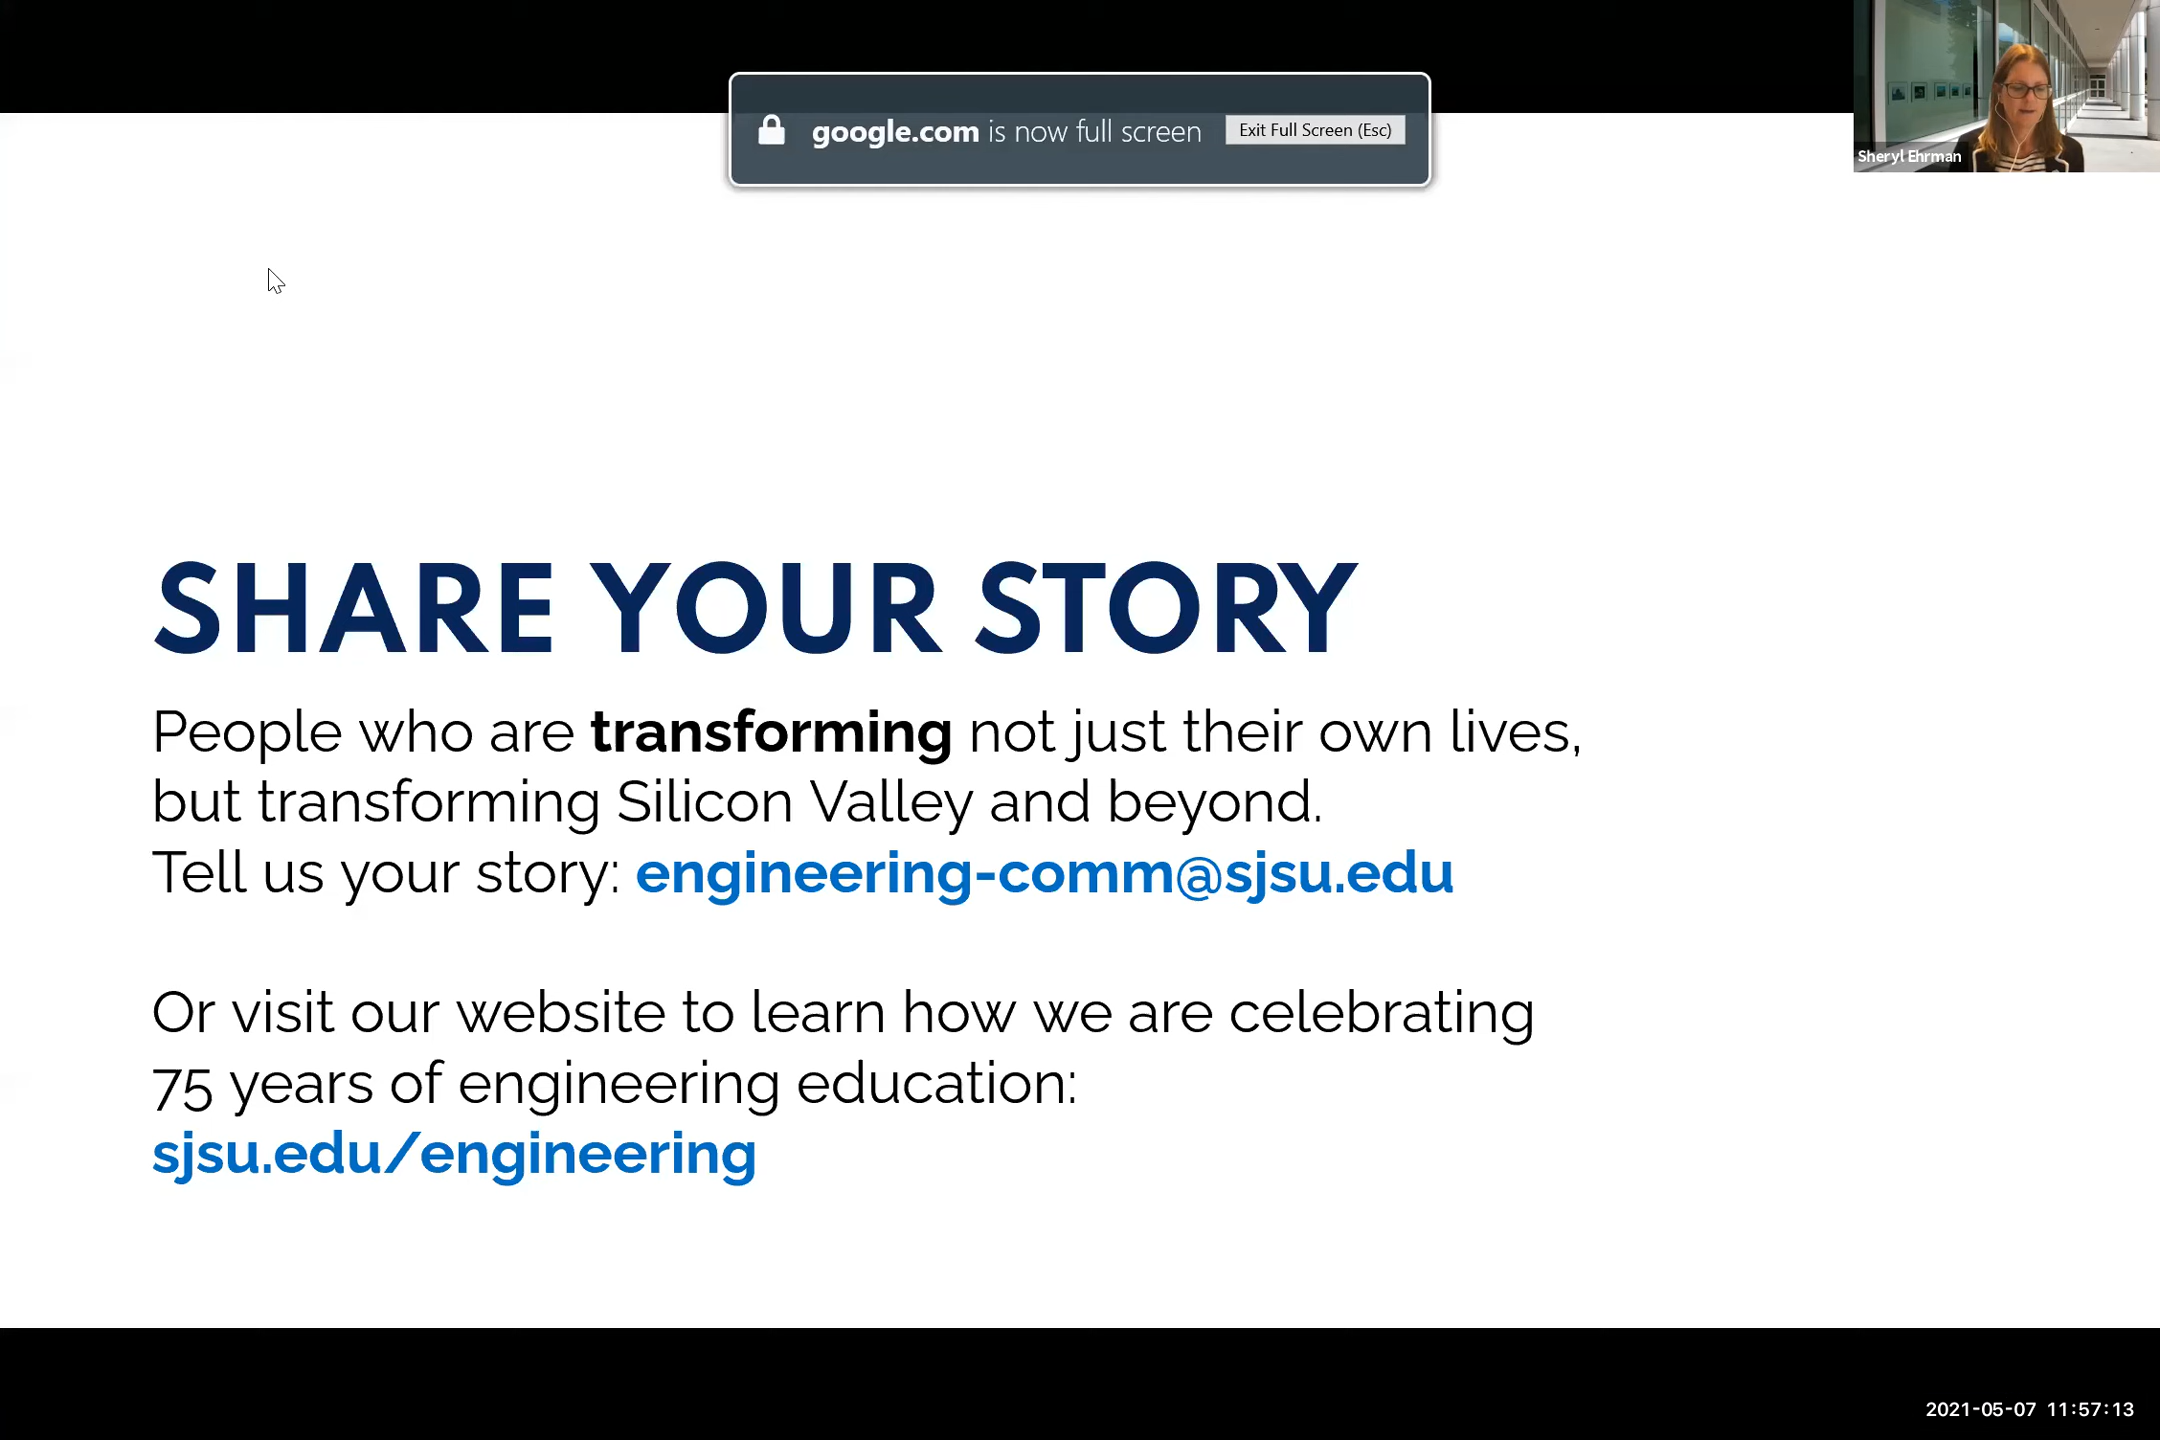 google.com is now full screen
Exit Full Screen (Esc)
Sheryl Ehrman
SHARE YOUR STORY
People who are transforming not just their own lives,
but transforming Silicon Valley and beyond.
Tell us your story: engineering-comm@sjsu.edu
Or visit our website to learn how we are celebrating
75 years of engineering education:
sjsu.edu/engineering
2021-05-07 11:57:13